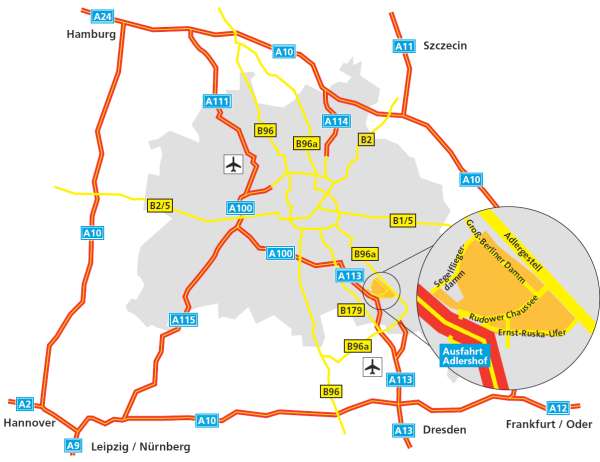 A24
Hamburg
A10
A11
Szczecin
A111
A114
B96
B96a
B2
A10
B2/5
A100
B1/5
A10
A100
B96a
A113
Groß-Berliner Damm
Adlergestell
Segelflieger-
damm
Rudower Chaussee
Ernst-Ruska-Ufer
Ausfahrt
Adlershof
A115
B179
B96a
A113
B96
A2
Hannover
A10
A12
Frankfurt / Oder
A13
Dresden
A9
Leipzig / Nürnberg